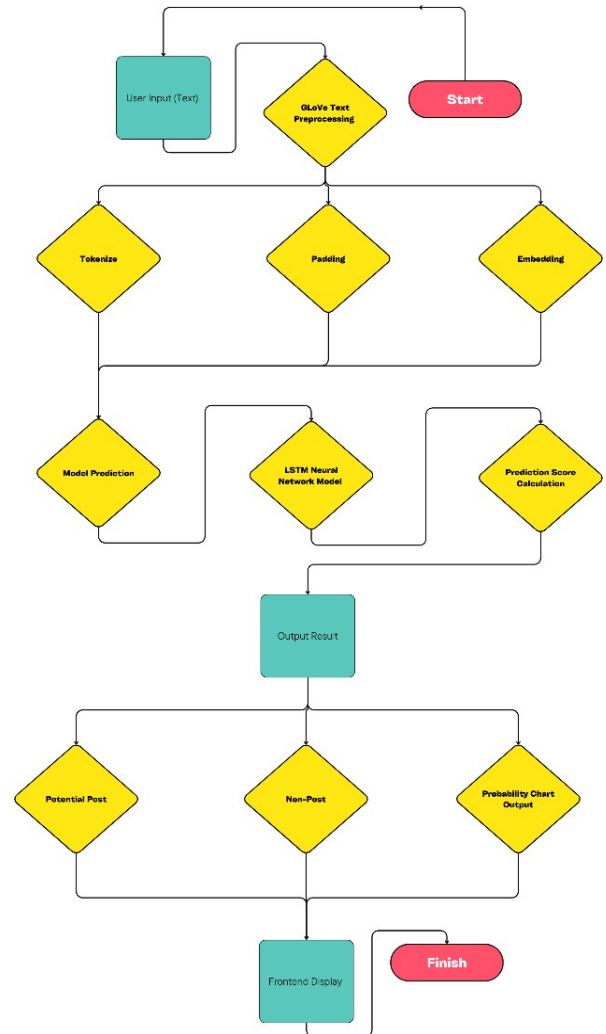 Start
User Input (Text)
GLoVe Text
Preprocessing
Tokenize
Padding
Embedding
Model Prediction
LSTM Neural
Network Model
Prediction Score
Calculation
Output Result
Potential Post
Non-Post
Probability Chart
Output
Frontend Display
Finish